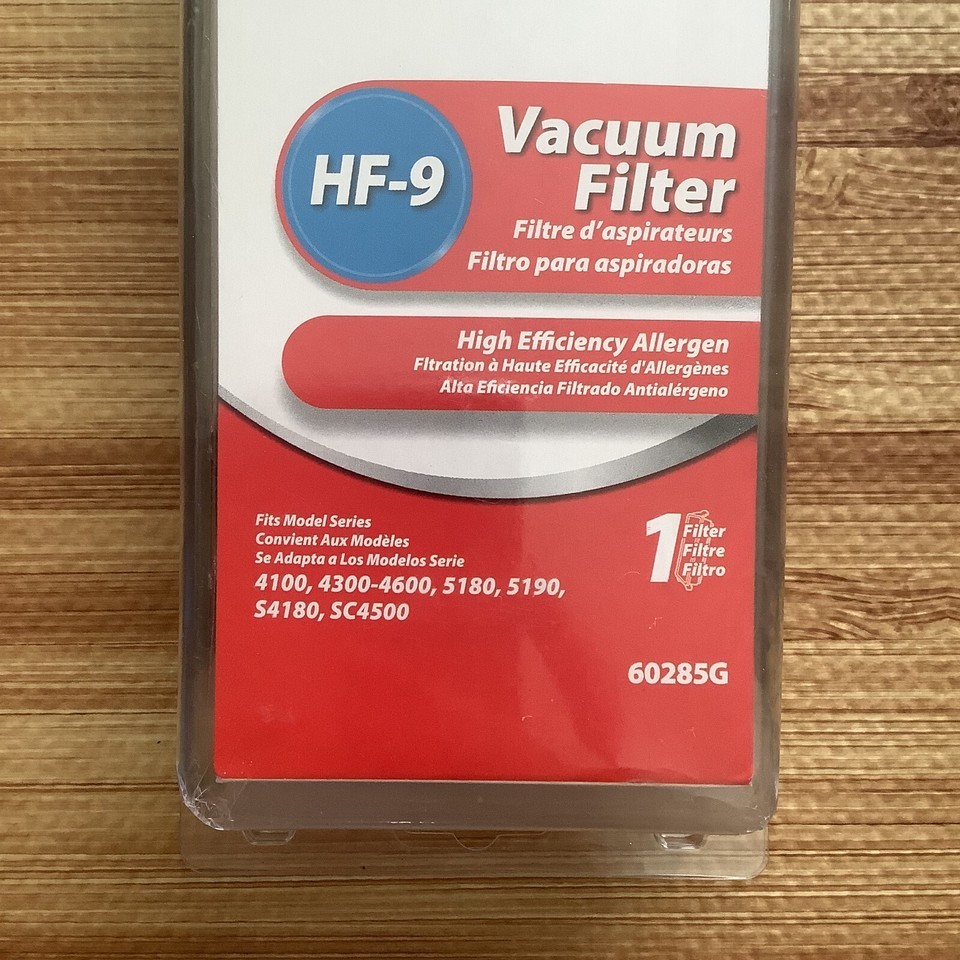 HF-9
Vacuum
Filter
Filtre d'aspirateurs
Filtro para aspiradoras
High Efficiency Allergen
Fltration à Haute Efficacité d'Allergènes
Alta Eficiencia Filtrado Antialérgeno
Fits Model Series
Convient Aux Modèles
Se Adapta a Los Modelos Serie
4100, 4300-4600, 5180, 5190,
S4180, SC4500
1
Filter
Filtre
Filtro
60285G